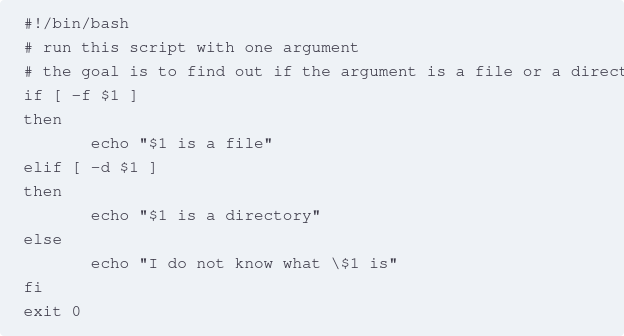 #!/bin/bash
# run this script with one argument
# the goal is to find out if the argument is a file or a direct
if [ -f $1 ]
then
       echo "$1 is a file"
elif [ -d $1 ]
then
       echo "$1 is a directory"
else
       echo "I do not know what \$1 is"
fi
exit 0